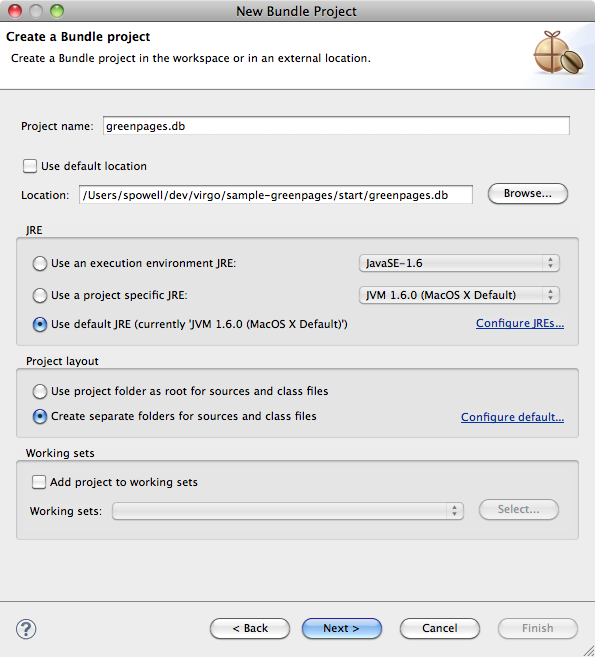 New Bundle Project
Create a Bundle project
Create a Bundle project in the workspace or in an external location.
Project name: greenpages.db
Use default location
Location: /Users/spowell/dev/virgo/sample-greenpages/start/greenpages.db Browse...
JRE
Use an execution environment JRE: JavaSE-1.6
Use a project specific JRE: JVM 1.6.0 (MacOS X Default)
Use default JRE (currently 'JVM 1.6.0 (MacOS X Default)') Configure JREs...
Project layout
Use project folder as root for sources and class files
Create separate folders for sources and class files Configure default...
Working sets
Add project to working sets
Working sets: Select...
? < Back Next > Cancel Finish